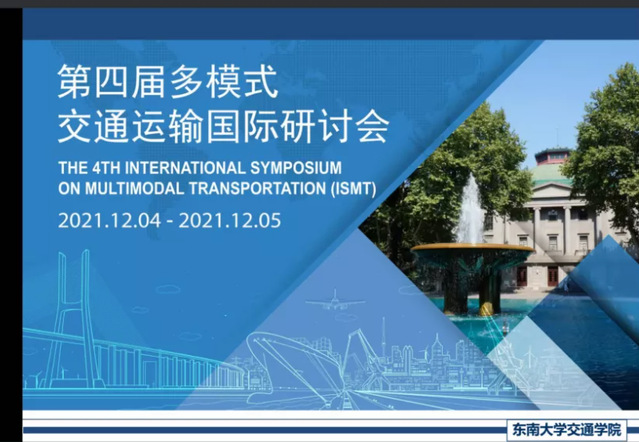 第四届多模式
交通运输国际研讨会
THE 4TH INTERNATIONAL SYMPOSIUM
ON MULTIMODAL TRANSPORTATION (ISMT)
2021.12.04 - 2021.12.05
东南大学交通学院